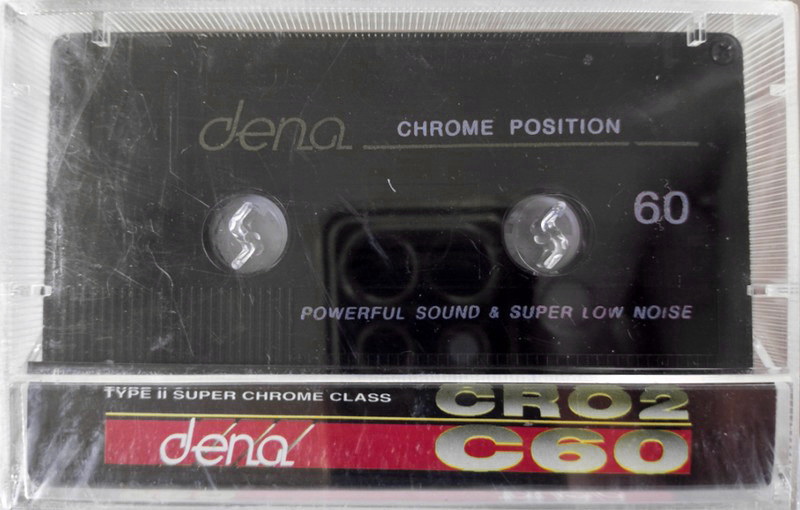 dena CHROME POSITION
60
POWERFUL SOUND & SUPER LOW NOISE
TYPE II SUPER CHROME CLASS CRO2
dena C60